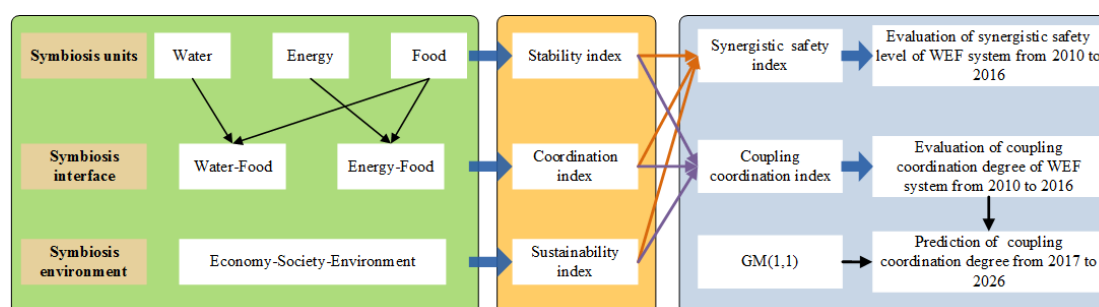 Symbiosis units
Water
Energy
Food
Stability index
Synergistic safety
index
Evaluation of synergistic safety
level of WEF system from 2010 to
2016
Symbiosis
interface
Water-Food
Energy-Food
Coordination
index
Coupling
coordination index
Evaluation of
coupling
coordination degree of WEF
system from 2010 to 2016
Symbiosis
environment
Economy-Society-Environment
Sustainability
index
GM(1,1)
Prediction of coupling
coordination degree from 2017 to
2026